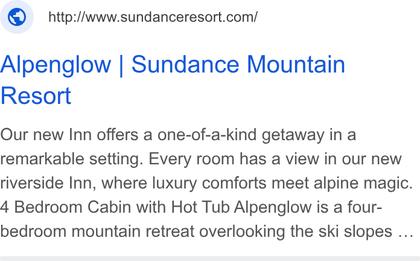 http://www.sundanceresort.com/
Alpenglow | Sundance Mountain
Resort
Our new Inn offers a one-of-a-kind getaway in a
remarkable setting. Every room has a view in our new
riverside Inn, where luxury comforts meet alpine magic.
4 Bedroom Cabin with Hot Tub Alpenglow is a four-
bedroom mountain retreat overlooking the ski slopes …